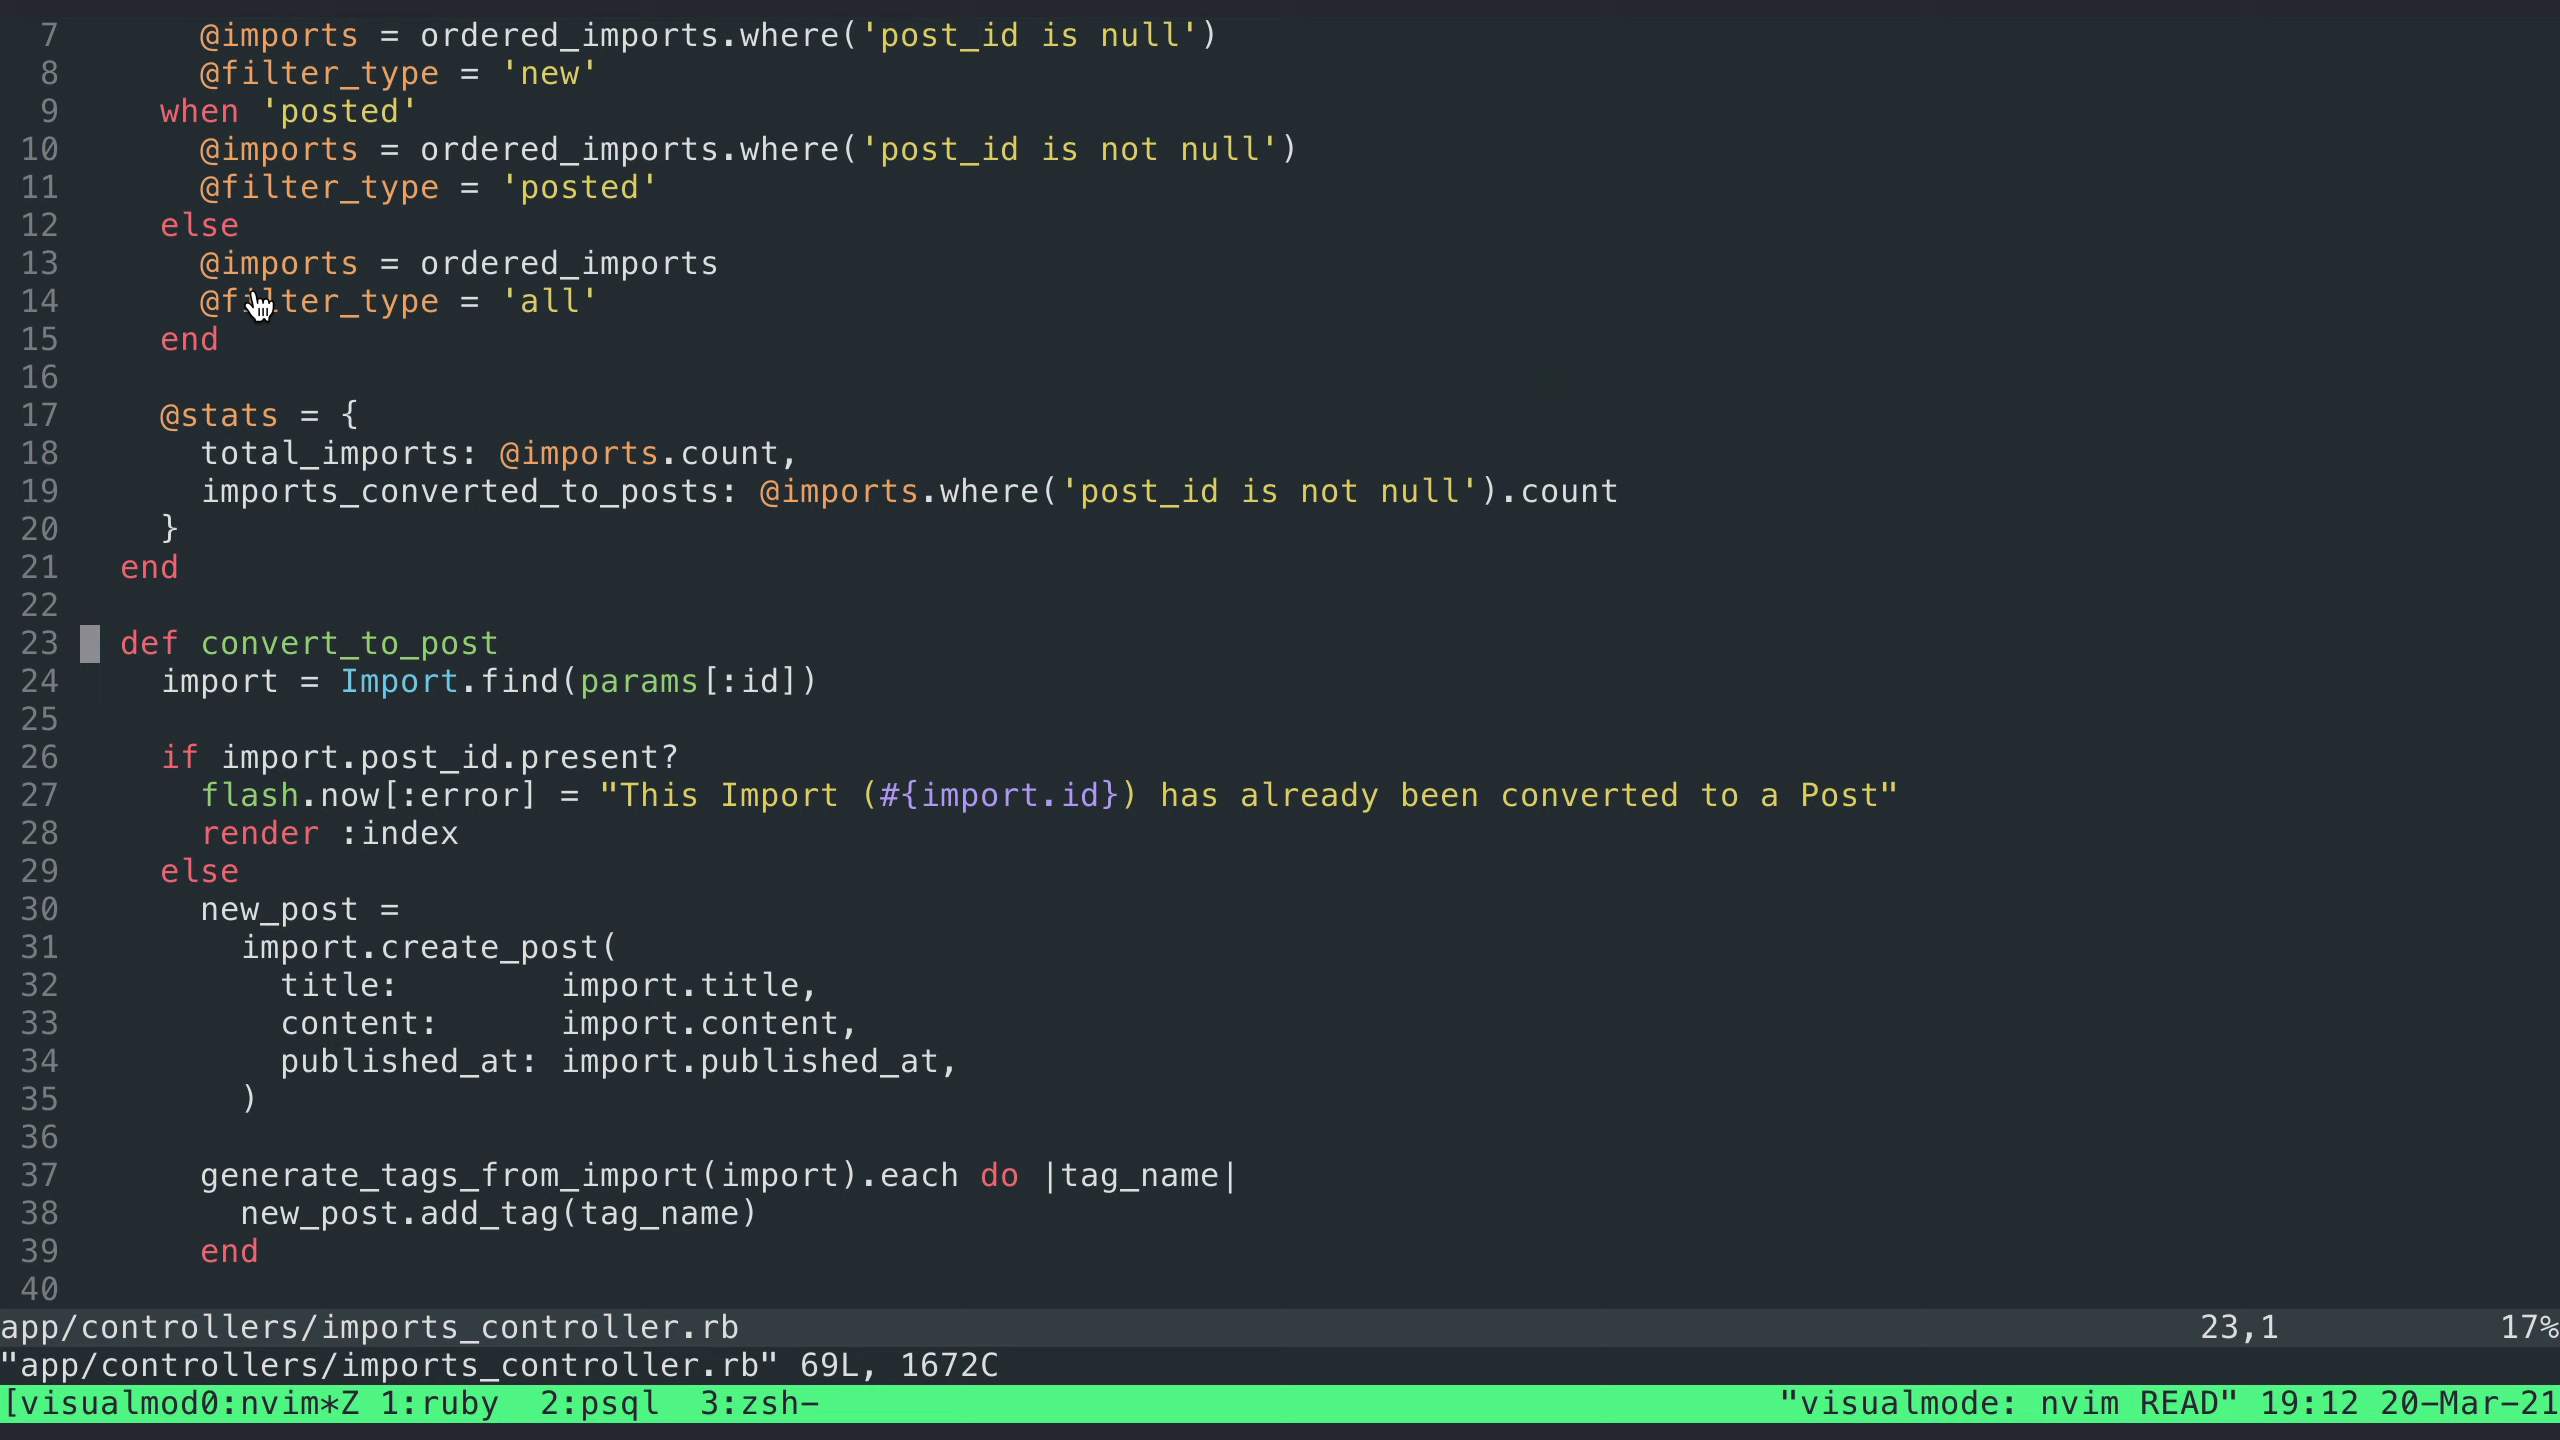 7       @imports = ordered_imports.where('post_id is null')
8       @filter_type = 'new'
9     when 'posted'
10       @imports = ordered_imports.where('post_id is not null')
11       @filter_type = 'posted'
12     else
13       @imports = ordered_imports
14       @filter_type = 'all'
15     end
16
17     @stats = {
18       total_imports: @imports.count,
19       imports_converted_to_posts: @imports.where('post_id is not null').count
20     }
21   end
22
23   def convert_to_post
24     import = Import.find(params[:id])
25
26     if import.post_id.present?
27       flash.now[:error] = "This Import (#{import.id}) has already been converted to a Post"
28       render :index
29     else
30       new_post =
31         import.create_post(
32           title:        import.title,
33           content:      import.content,
34           published_at: import.published_at,
35         )
36
37       generate_tags_from_import(import).each do |tag_name|
38         new_post.add_tag(tag_name)
39       end
40
app/controllers/imports_controller.rb 23,1 17%
"app/controllers/imports_controller.rb" 69L, 1672C
[visualmod0:nvim*Z 1:ruby  2:psql  3:zsh- "visualmode: nvim READ" 19:12 20-Mar-21